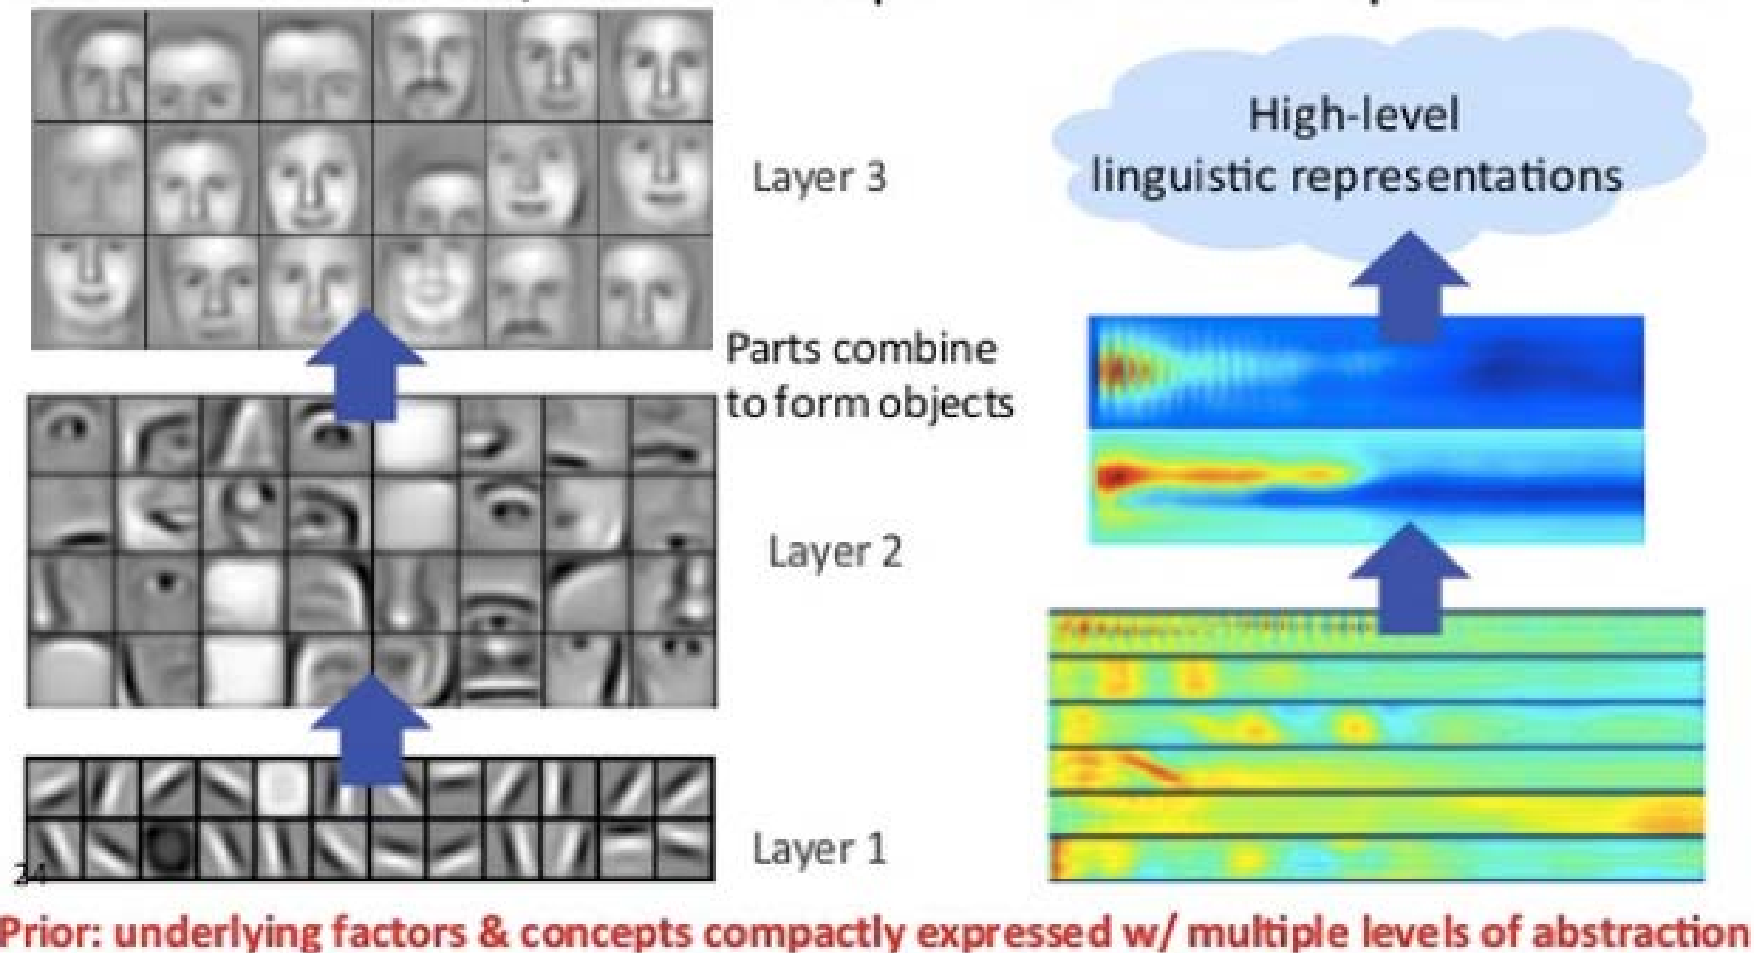 High-level
linguistic representations
Layer 3
Parts combine
to form objects
Layer 2
Layer 1
24
Prior: underlying factors & concepts compactly expressed w/ multiple levels of abstraction